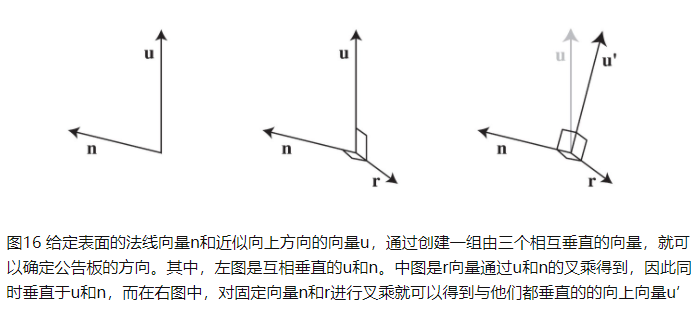 u
n
u
n
r
u
u'
n
r
图16 给定表面的法线向量n和近似向上方向的向量u，通过创建一组由三个相互垂直的向量，就可
以确定公告板的方向。其中，左图是互相垂直的u和n。中图是r向量通过u和n的叉乘得到，因此同
时垂直于u和n，而在右图中，对固定向量n和r进行叉乘就可以得到与他们都垂直的的向上向量u'